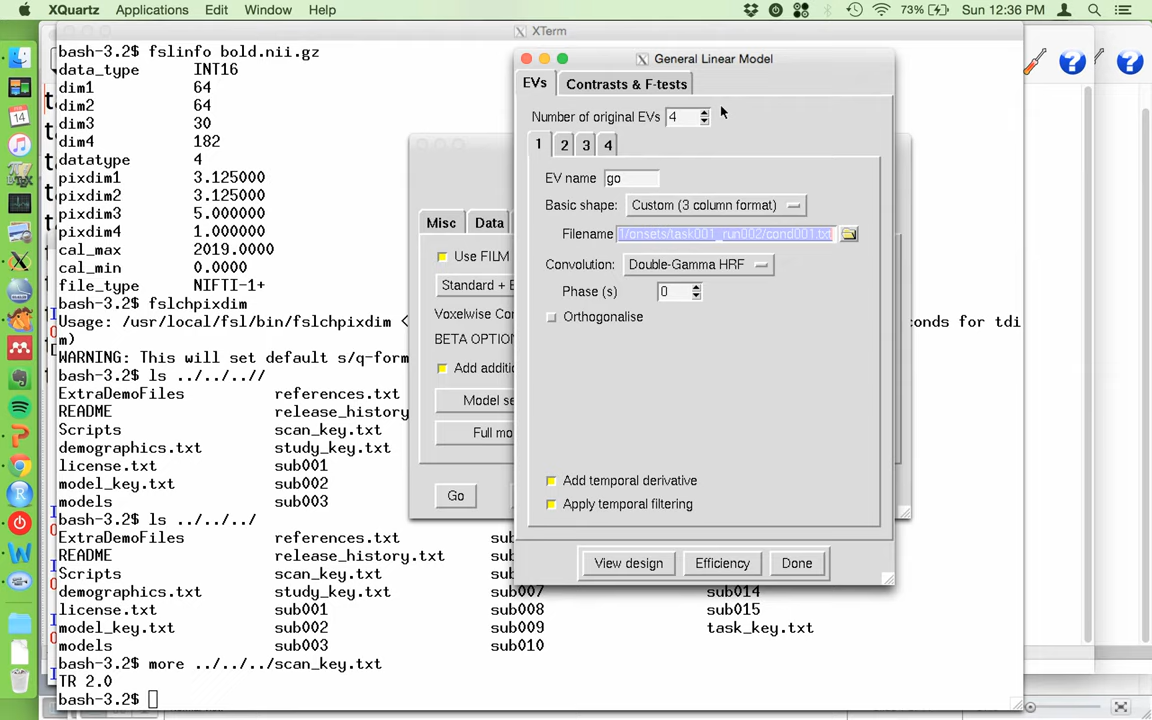 XQuartz Applications Edit Window Help 73% Sun 12:36 PM
XTerm
bash-3.2$ fslinfo bold.nii.gz
data_type INT16
dim1 64
dim2 64
dim3 30
dim4 182
datatype 4
pixdim1 3.125000
pixdim2 3.125000
pixdim3 5.000000
pixdim4 1.000000
cal_max 2019.0000
cal_min 0.0000
file_type NIFTI-1+
bash-3.2$ fslchpixdim
Usage: /usr/local/fsl/bin/fslchpixdim < conds for tdi
m)
WARNING: This will set default s/q-form
bash-3.2$ ls ../../..//
ExtraDemoFiles references.txt
README release_history
Scripts scan_key.txt
demographics.txt study_key.txt
license.txt sub001
model_key.txt sub002
models sub003
bash-3.2$ ls ../../../
ExtraDemoFiles references.txt sub
README release_history.txt sub
Scripts scan_key.txt sub
demographics.txt study_key.txt sub007 sub014
license.txt sub001 sub008 sub015
model_key.txt sub002 sub009 task_key.txt
models sub003 sub010
bash-3.2$ more ../../../scan_key.txt
TR 2.0
bash-3.2$
Misc Data
Use FILM
Standard + E
Voxelwise Con
BETA OPTION
Add additi
Model se
Full mo
Go
General Linear Model
EVs Contrasts & F-tests
Number of original EVs 4
1 2 3 4
EV name go
Basic shape: Custom (3 column format)
Filename 1/onsets/task001_run002/cond001.txt
Convolution: Double-Gamma HRF
Phase (s) 0
Orthogonalise
Add temporal derivative
Apply temporal filtering
View design Efficiency Done